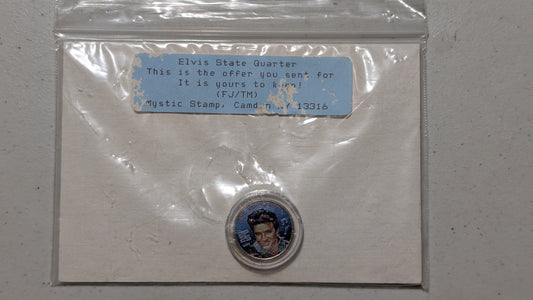 Elvis State Quarter
This is the offer you sent for
It is yours to keep!
(FJ/TM)
Mystic Stamp, Camden NY 13316